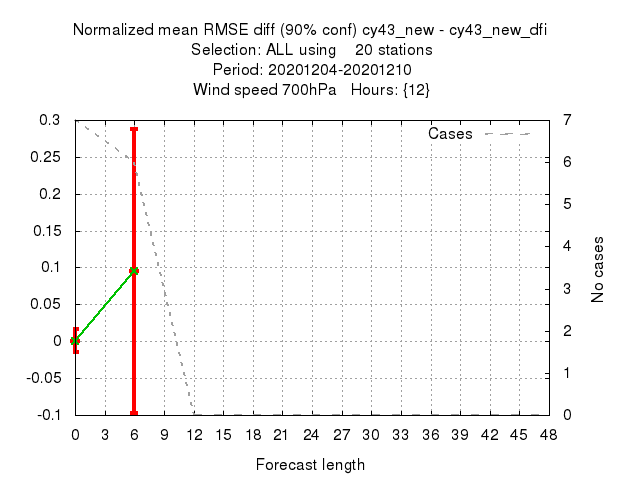 Normalized mean RMSE diff (90% conf) cy43_new - cy43_new_dfi
Selection: ALL using 20 stations
Period: 20201204-20201210
Wind speed 700hPa Hours: {12}
Cases
0.3
0.25
0.2
0.15
0.1
0.05
0
-0.05
-0.1
7
6
5
4
3
2
1
0
No cases
0 3 6 9 12 15 18 21 24 27 30 33 36 39 42 45 48
Forecast length